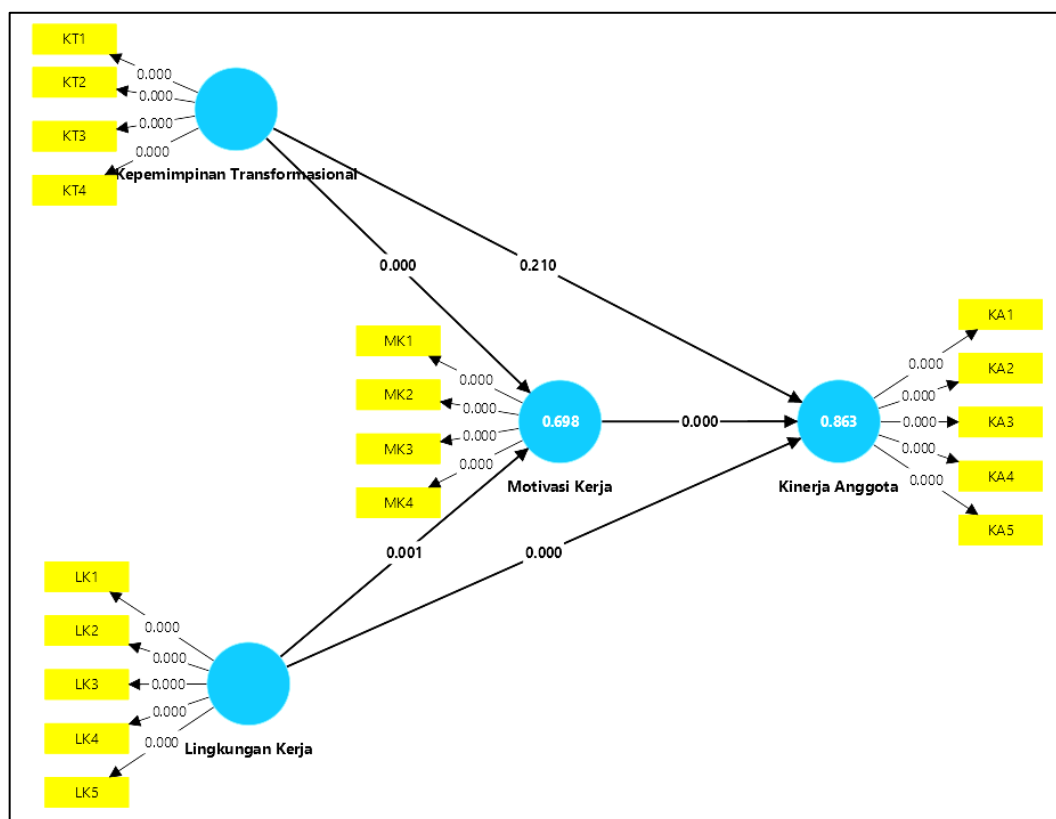 KT1
0.000
KT2
0.000
KT3
0.000
KT4
0.000
Kepemimpinan Transformasional
0.000
0.210
MK1
0.000
MK2
0.000
MK3
0.000
MK4
0.000
0.698
Motivasi Kerja
0.000
0.863
Kinerja Anggota
KA1
0.000
KA2
0.000
KA3
0.000
KA4
0.000
KA5
0.000
0.001
0.000
LK1
0.000
LK2
0.000
LK3
0.000
LK4
0.000
LK5
0.000
Lingkungan Kerja